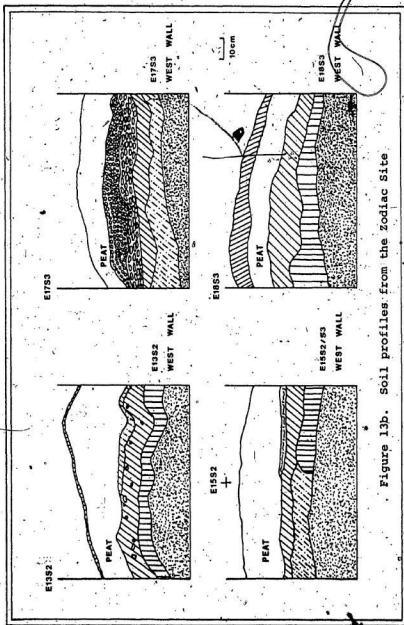 E13S2
PEAT
E13S2
WEST WALL
E17S3
PEAT
E17S3
WEST WALL
10cm
E15S2
PEAT
E15S2/S3
WEST WALL
E18S3
PEAT
E18S3
WEST WALL
Figure 13b. Soil profiles from the Zodiac Site